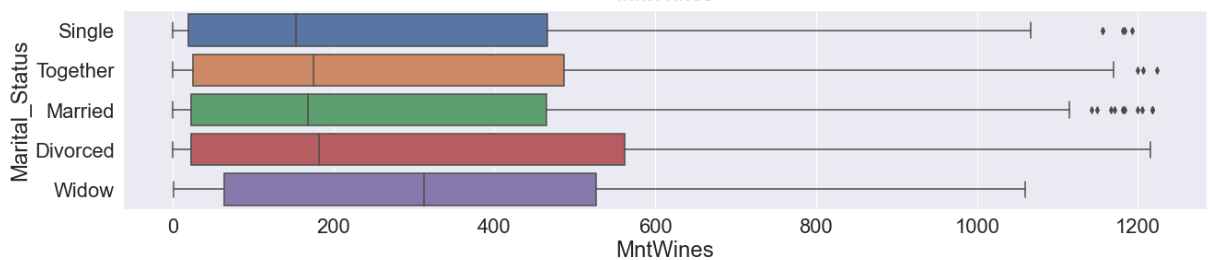 Single
Together
Married
Divorced
Widow
Marital_Status
0 200 400 600 800 1000 1200
MntWines